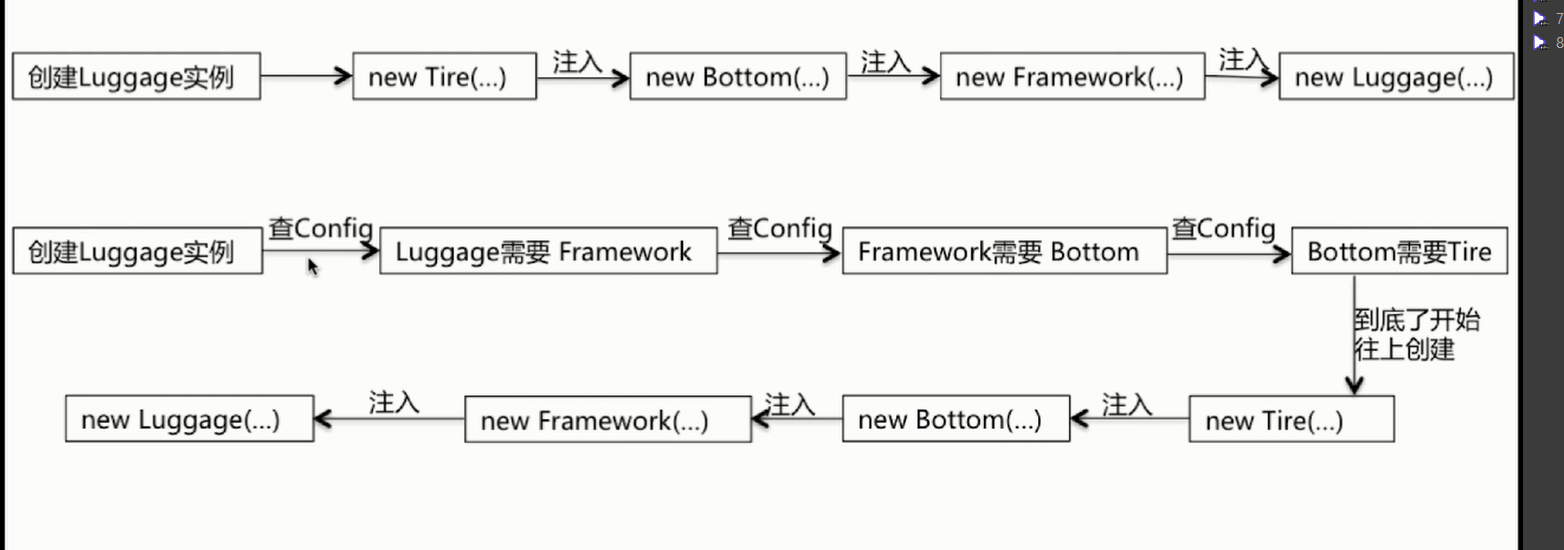 注入
注入
注入
创建Luggage实例
new Tire(...)
new Bottom(...)
new Framework(...)
new Luggage(...)
查Config
查Config
查Config
创建Luggage实例
Luggage需要 Framework
Framework需要 Bottom
Bottom需要Tire
到底了开始
往上创建
注入
注入
注入
new Luggage(...)
new Framework(...)
new Bottom(...)
new Tire(...)
7
8